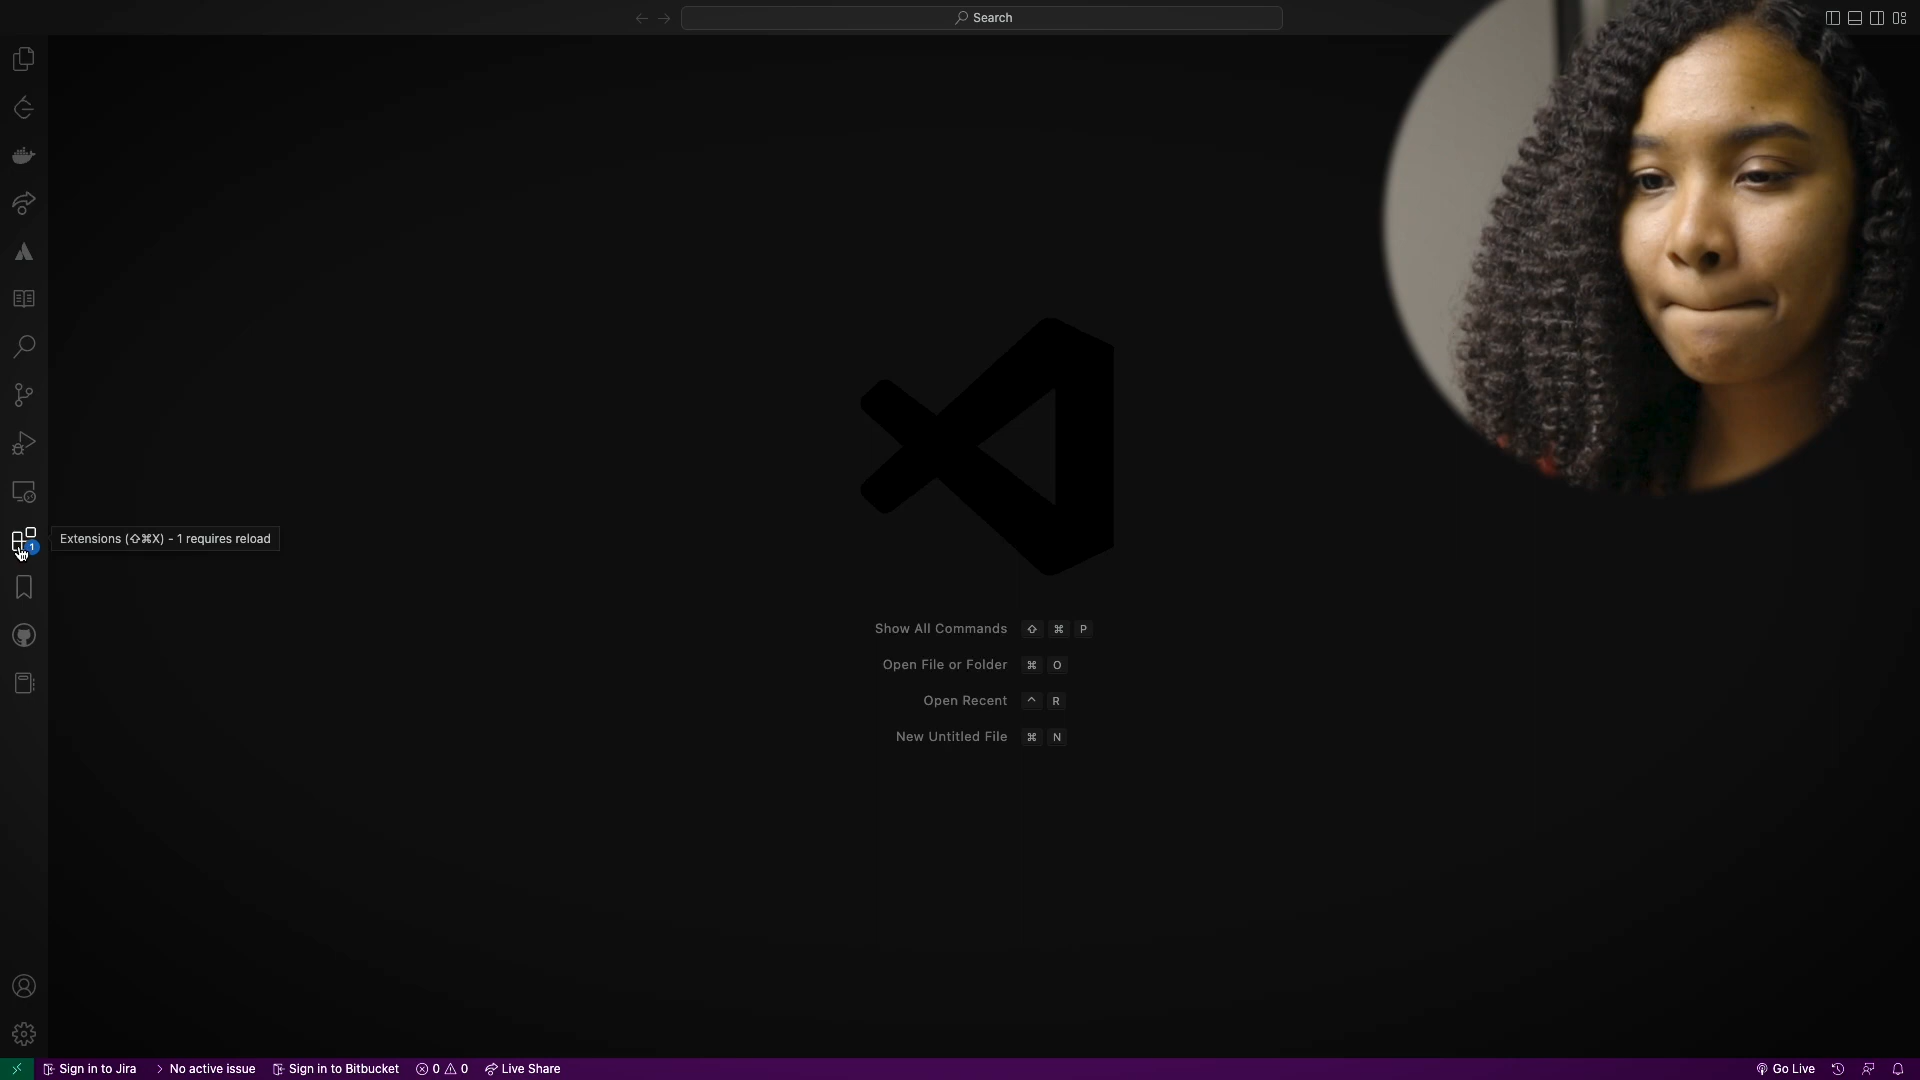 Search
1
Extensions (⇧⌘X) - 1 requires reload
Show All Commands ⇧ ⌘ P
Open File or Folder ⌘ O
Open Recent ^ R
New Untitled File ⌘ N
Sign in to Jira > No active issue Sign in to Bitbucket 0 0 Live Share Go Live